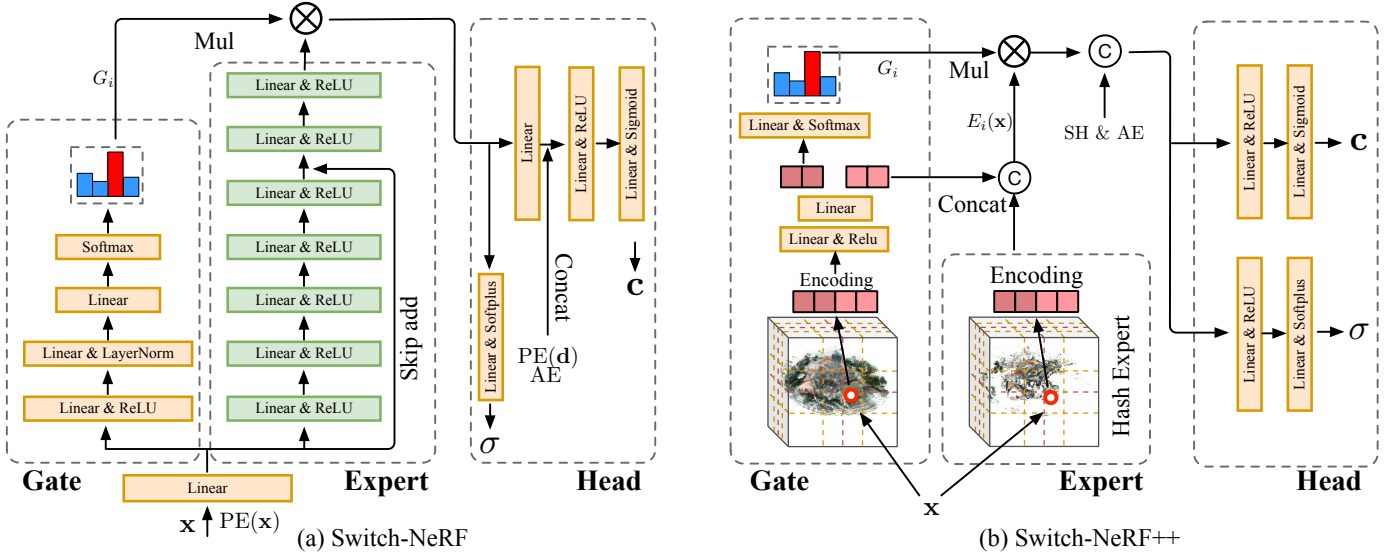 Mul
G_i
Softmax
Linear
Linear & LayerNorm
Linear & ReLU
Gate
Linear & ReLU
Linear & ReLU
Linear & ReLU
Linear & ReLU
Linear & ReLU
Linear & ReLU
Linear & ReLU
Skip add
Expert
Linear
x
PE(x)
Linear
Linear & ReLU
Linear & Sigmoid
c
Concat
PE(d)
AE
Linear & Softplus
σ
Head
(a) Switch-NeRF
G_i
Mul
Linear & Softmax
Linear
Linear & Relu
Encoding
Gate
C
SH & AE
E_i(x)
C
Concat
Encoding
Hash Expert
Expert
x
Linear & ReLU
Linear & Sigmoid
c
Linear & ReLU
Linear & Softplus
σ
Head
(b) Switch-NeRF++